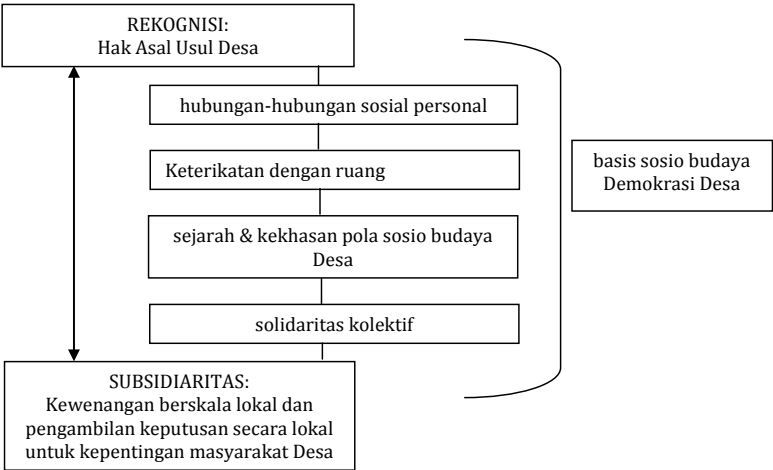 REKOGNISI:
Hak Asal Usul Desa
hubungan-hubungan sosial personal
Keterikatan dengan ruang
sejarah & kekhasan pola sosio budaya
Desa
solidaritas kolektif
SUBSIDIARITAS:
Kewenangan berskala lokal dan
pengambilan keputusan secara lokal
untuk kepentingan masyarakat Desa
basis sosio budaya
Demokrasi Desa